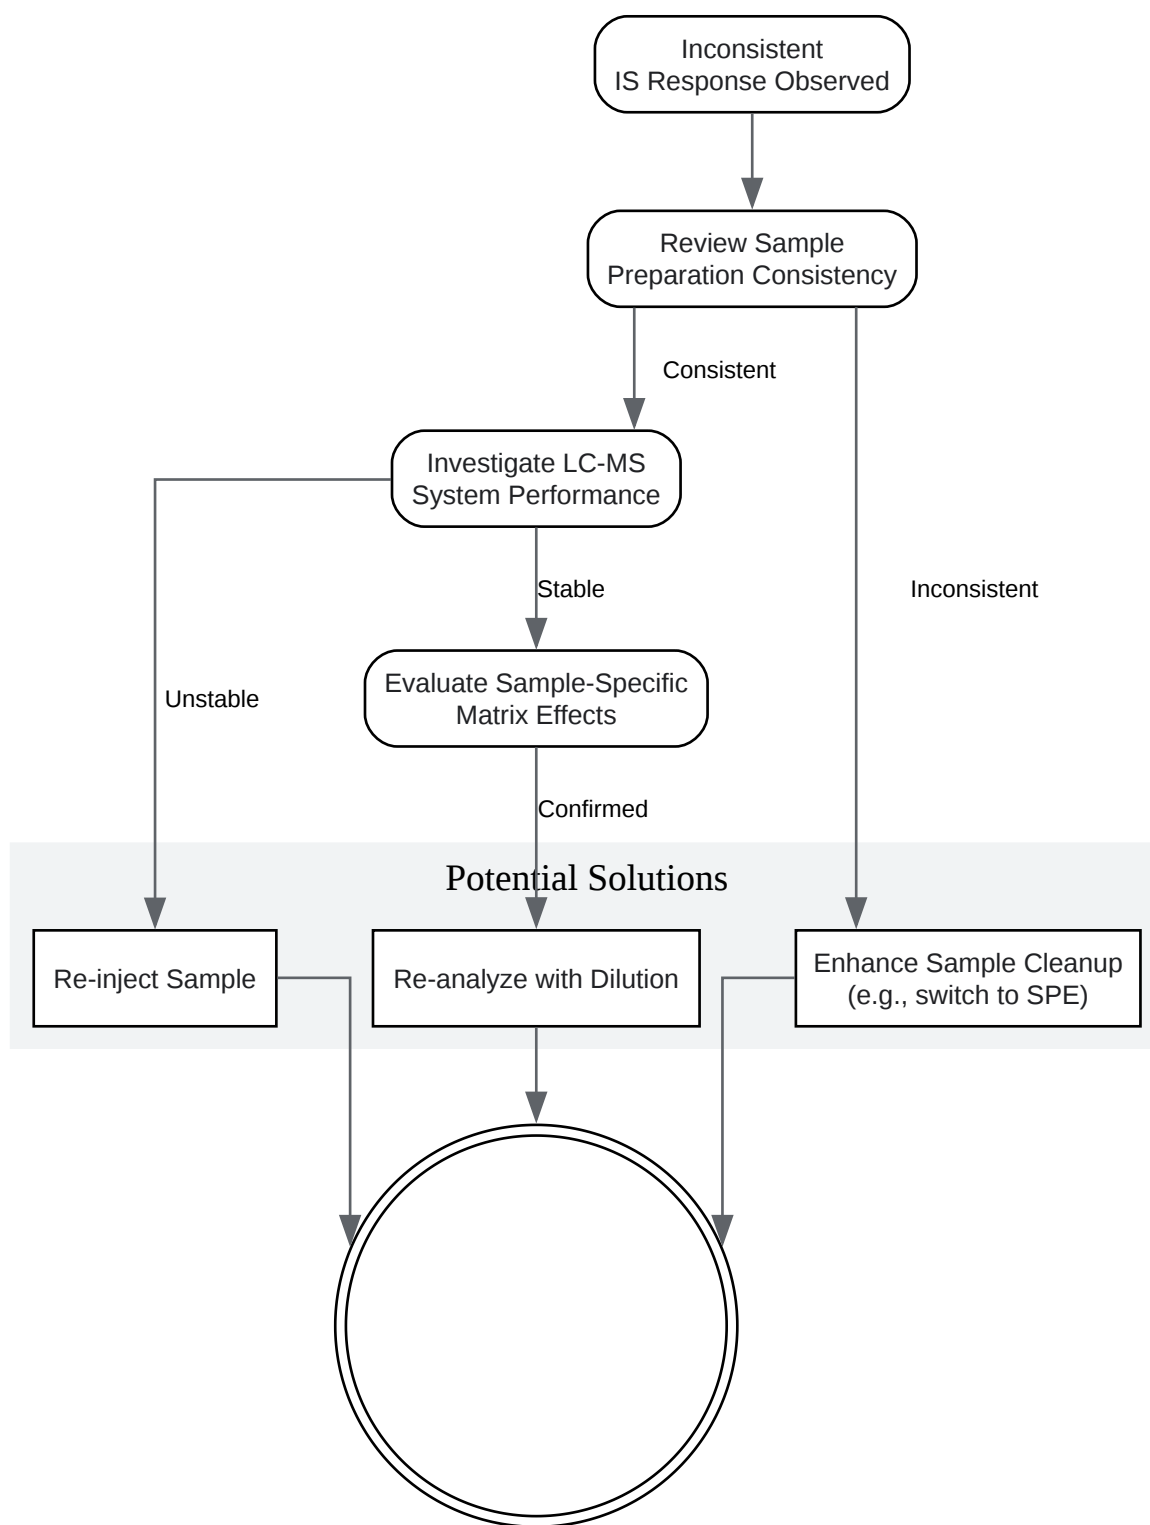 Inconsistent
IS Response Observed
Review Sample
Preparation Consistency
Consistent
Investigate LC-MS
System Performance
Stable
Inconsistent
Unstable
Evaluate Sample-Specific
Matrix Effects
Confirmed
Potential Solutions
Re-inject Sample
Re-analyze with Dilution
Enhance Sample Cleanup
(e.g., switch to SPE)